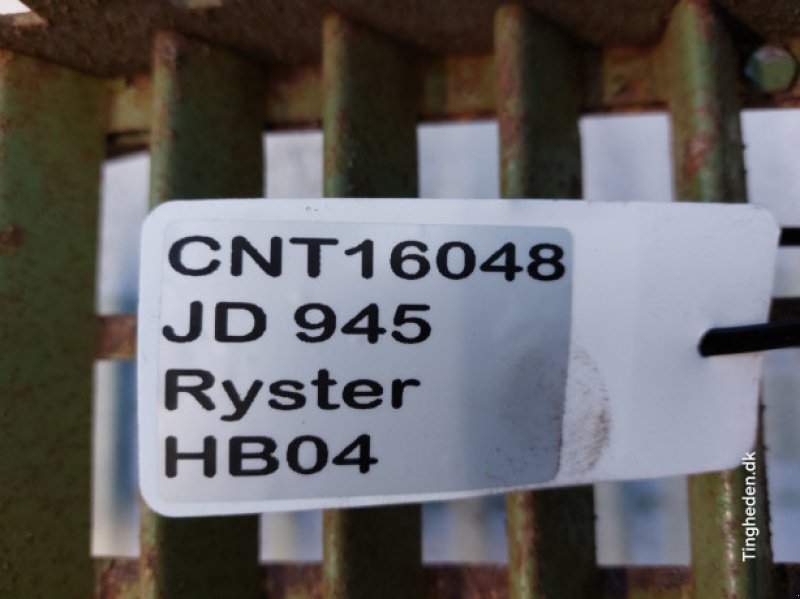 CNT16048
JD 945
Ryster
HB04
Tingheden.dk